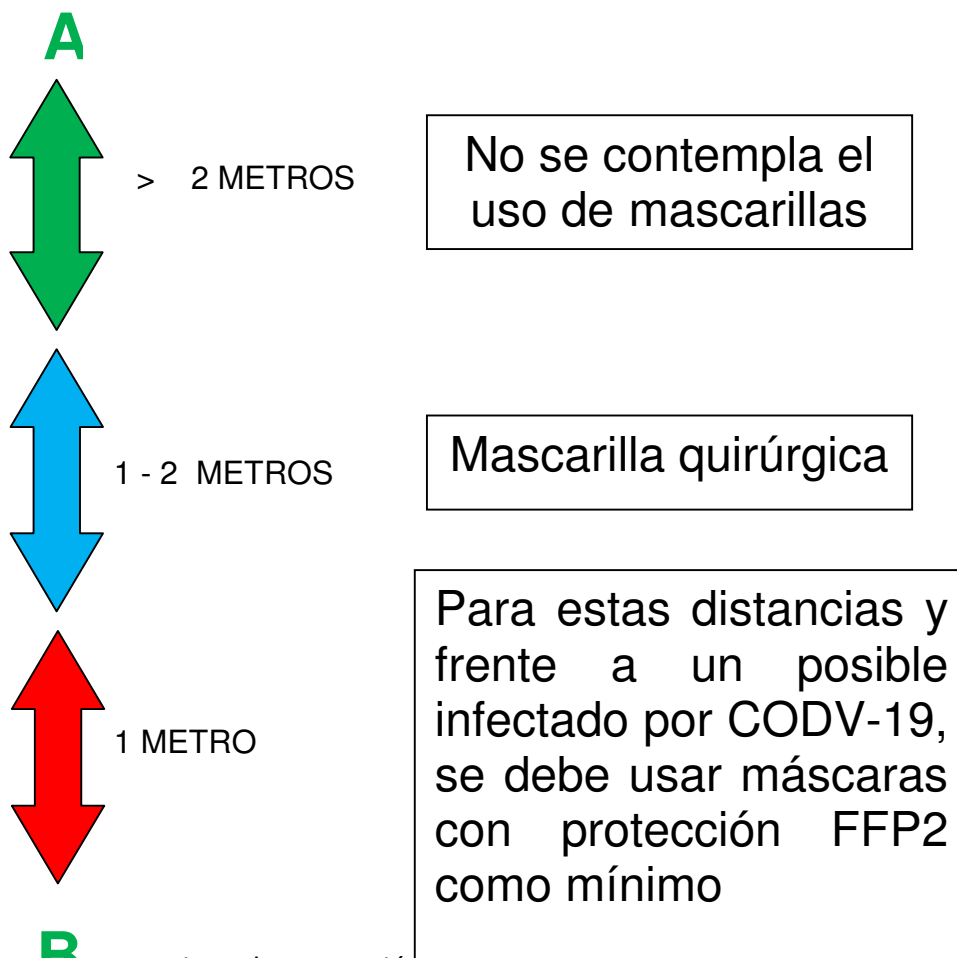 A
> 2 METROS
No se contempla el
uso de mascarillas
1 - 2 METROS
Mascarilla quirúrgica
1 METRO
Para estas distancias y
frente a un posible
infectado por CODV-19,
se debe usar máscaras
con protección FFP2
como mínimo
B